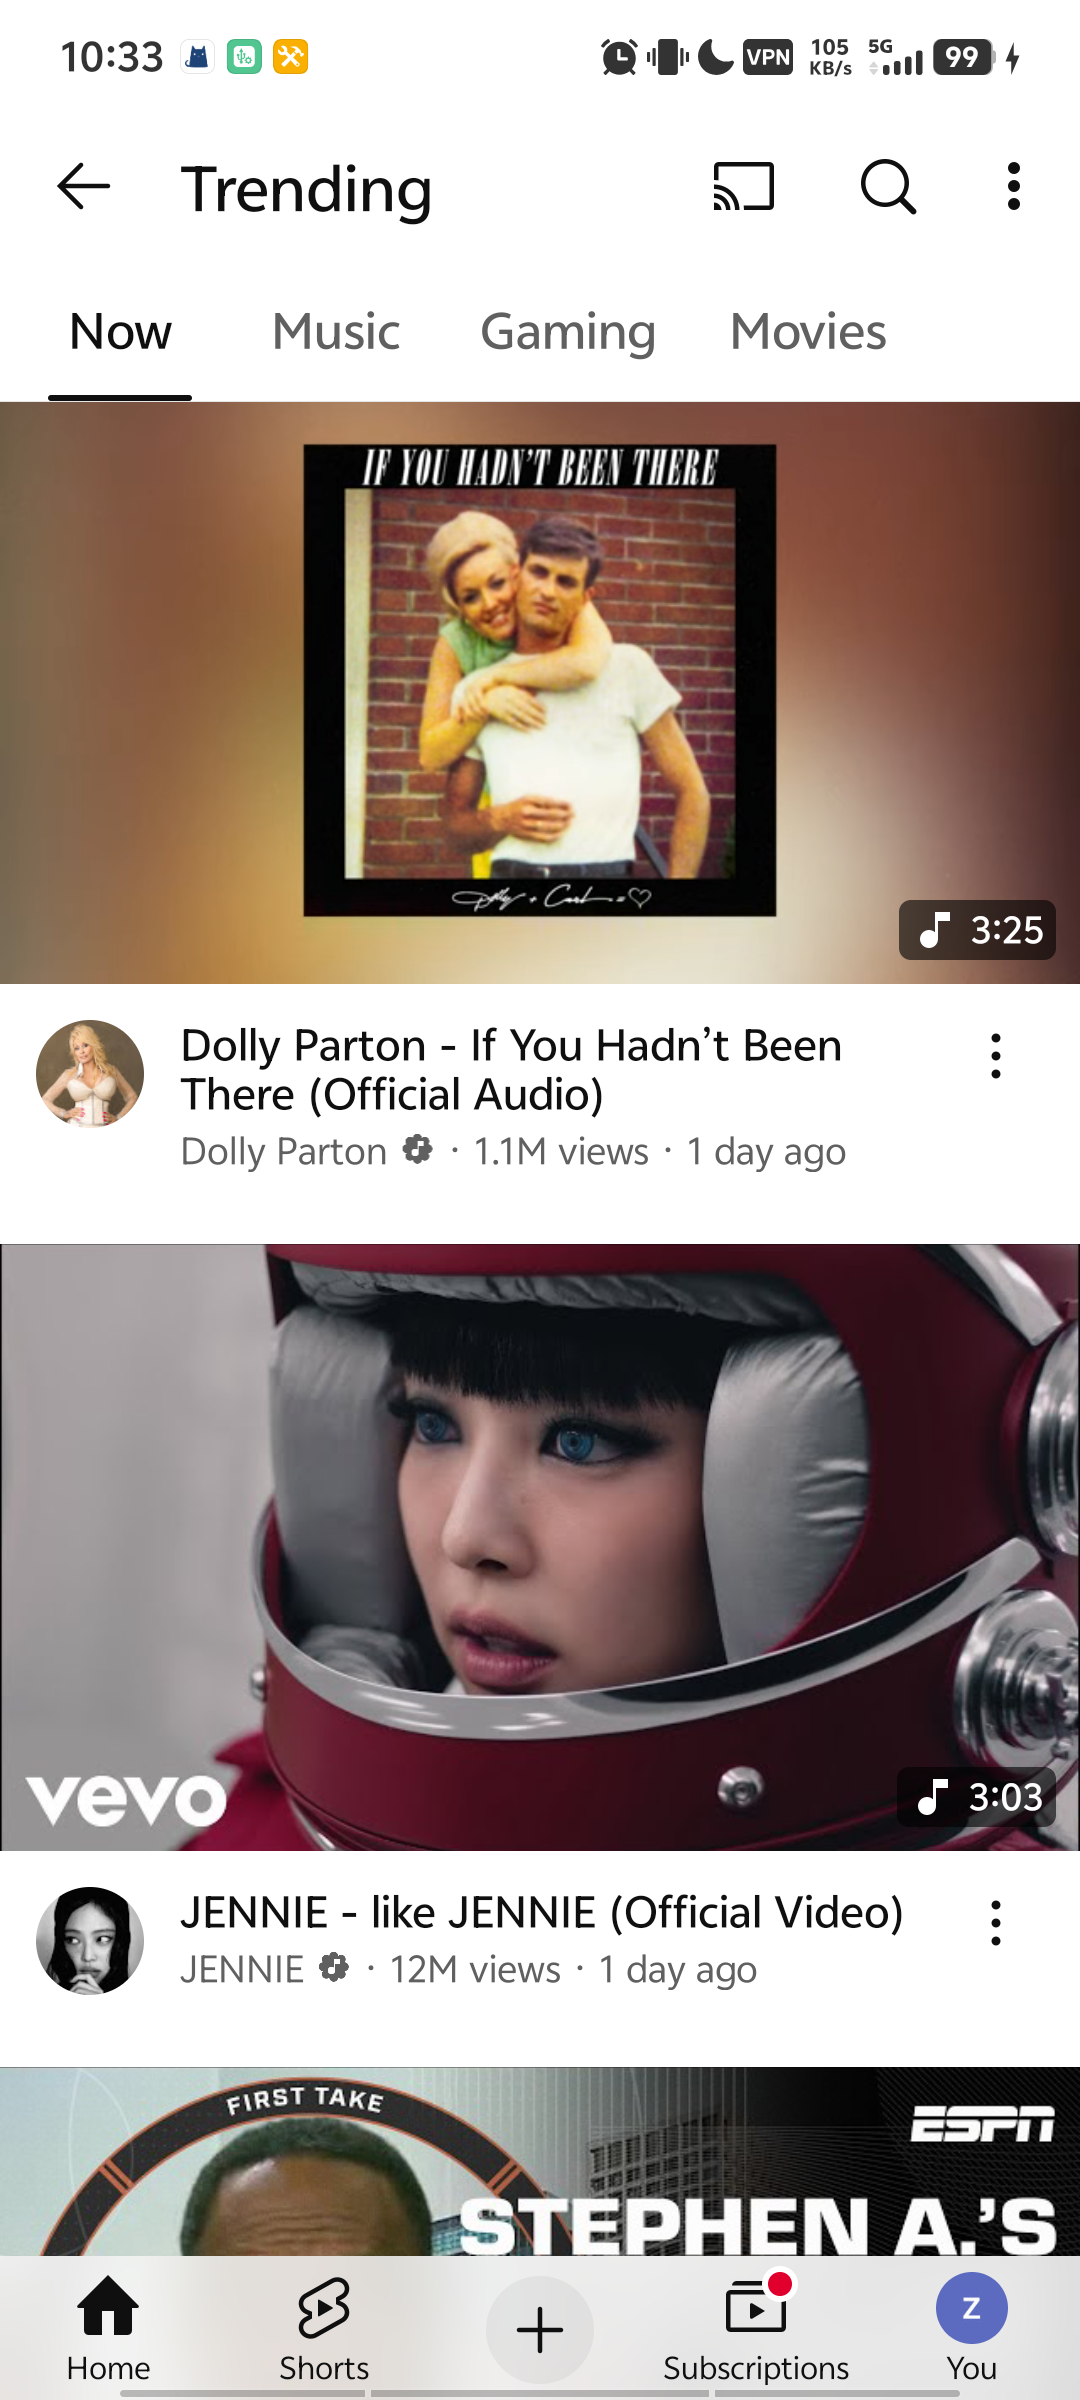 10:33
VPN
105
KB/s
5G
99
Trending
Now
Music
Gaming
Movies
IF YOU HADN'T BEEN THERE
Dolly + Carl = ♡
3:25
Dolly Parton - If You Hadn’t Been
There (Official Audio)
Dolly Parton · 1.1M views · 1 day ago
vevo
3:03
JENNIE - like JENNIE (Official Video)
JENNIE · 12M views · 1 day ago
FIRST TAKE
ESPN
STEPHEN A.’S
Home
Shorts
Subscriptions
Z
You